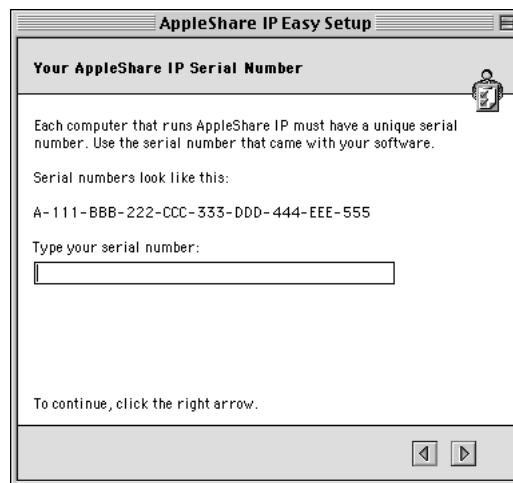 AppleShare IP Easy Setup
Your AppleShare IP Serial Number
Each computer that runs AppleShare IP must have a unique serial
number. Use the serial number that came with your software.
Serial numbers look like this:
A-111-BBB-222-CCC-333-DDD-444-EEE-555
Type your serial number:
To continue, click the right arrow.